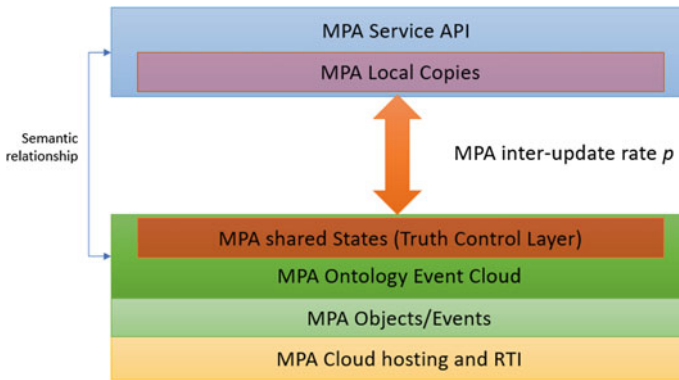 MPA Service API
MPA Local Copies
Semantic
relationship
MPA inter-update rate p
MPA shared States (Truth Control Layer)
MPA Ontology Event Cloud
MPA Objects/Events
MPA Cloud hosting and RTI